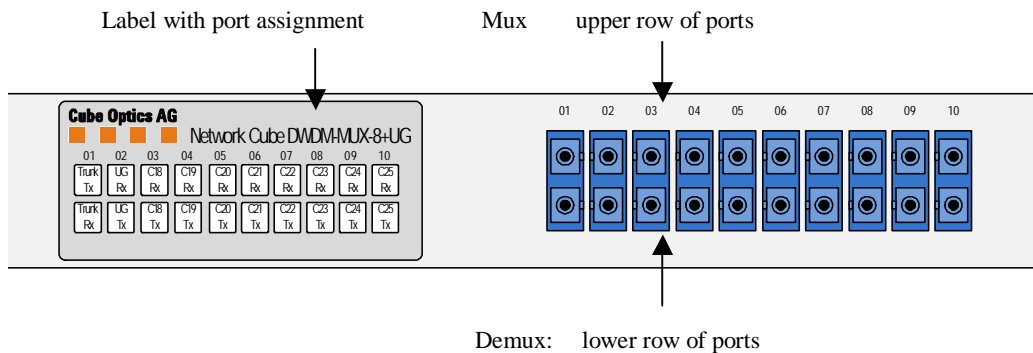 Label with port assignment Mux upper row of ports
Cube Optics AG
Network Cube DWDM-MUX-8+UG
01 02 03 04 05 06 07 08 09 10
Trunk UG C18 C19 C20 C21 C22 C23 C24 C25
Tx Rx Rx Rx Rx Rx Rx Rx Rx Rx
Trunk UG C18 C19 C20 C21 C22 C23 C24 C25
Rx Tx Tx Tx Tx Tx Tx Tx Tx Tx
01 02 03 04 05 06 07 08 09 10
Demux: lower row of ports